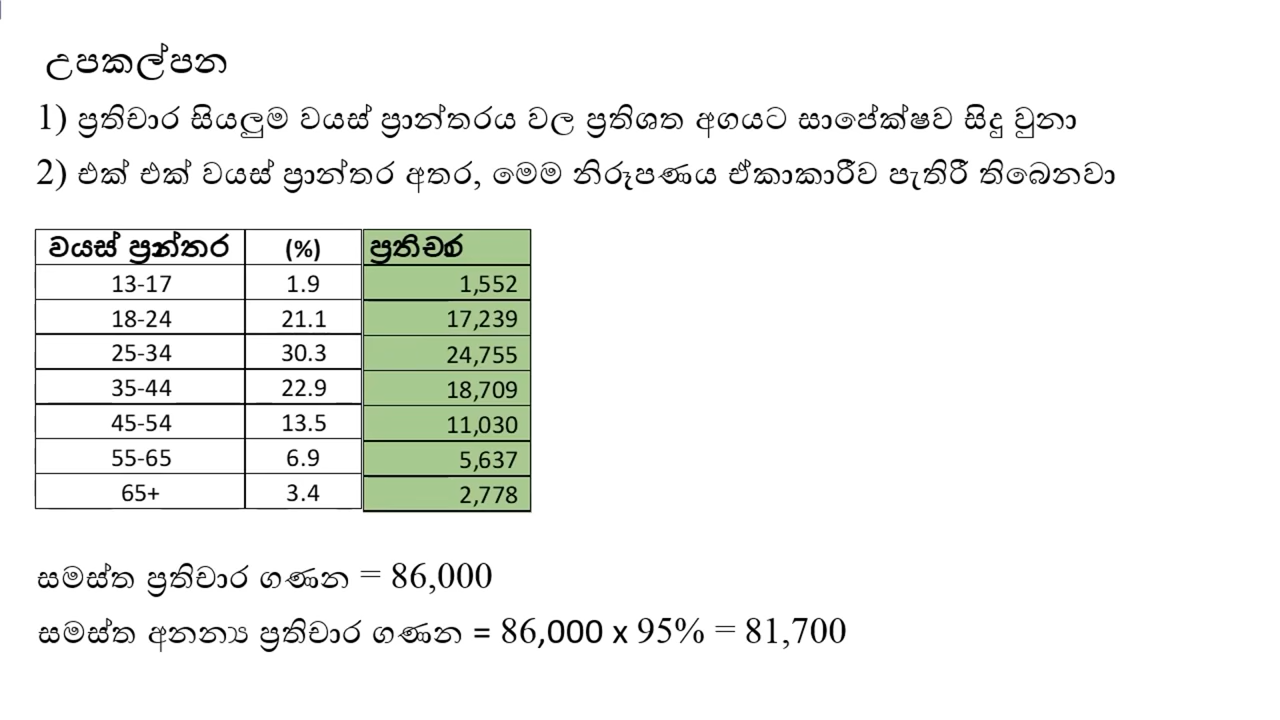 උපකල්පන
1) ප්‍රතිචාර සියලුම වයස් ප්‍රාන්තරය වල ප්‍රතිශත අගයට සාපේක්ෂව සිදු වුනා
2) එක් එක් වයස් ප්‍රාන්තර අතර, මෙම නිරූපණය ඒකාකාරීව පැතිරී තිබෙනවා
වයස් ප්‍රාන්තර (%) ප්‍රතිචාර
13-17 1.9 1,552
18-24 21.1 17,239
25-34 30.3 24,755
35-44 22.9 18,709
45-54 13.5 11,030
55-65 6.9 5,637
65+ 3.4 2,778
සමස්ත ප්‍රතිචාර ගණන = 86,000
සමස්ත අනන්‍ය ප්‍රතිචාර ගණන = 86,000 x 95% = 81,700